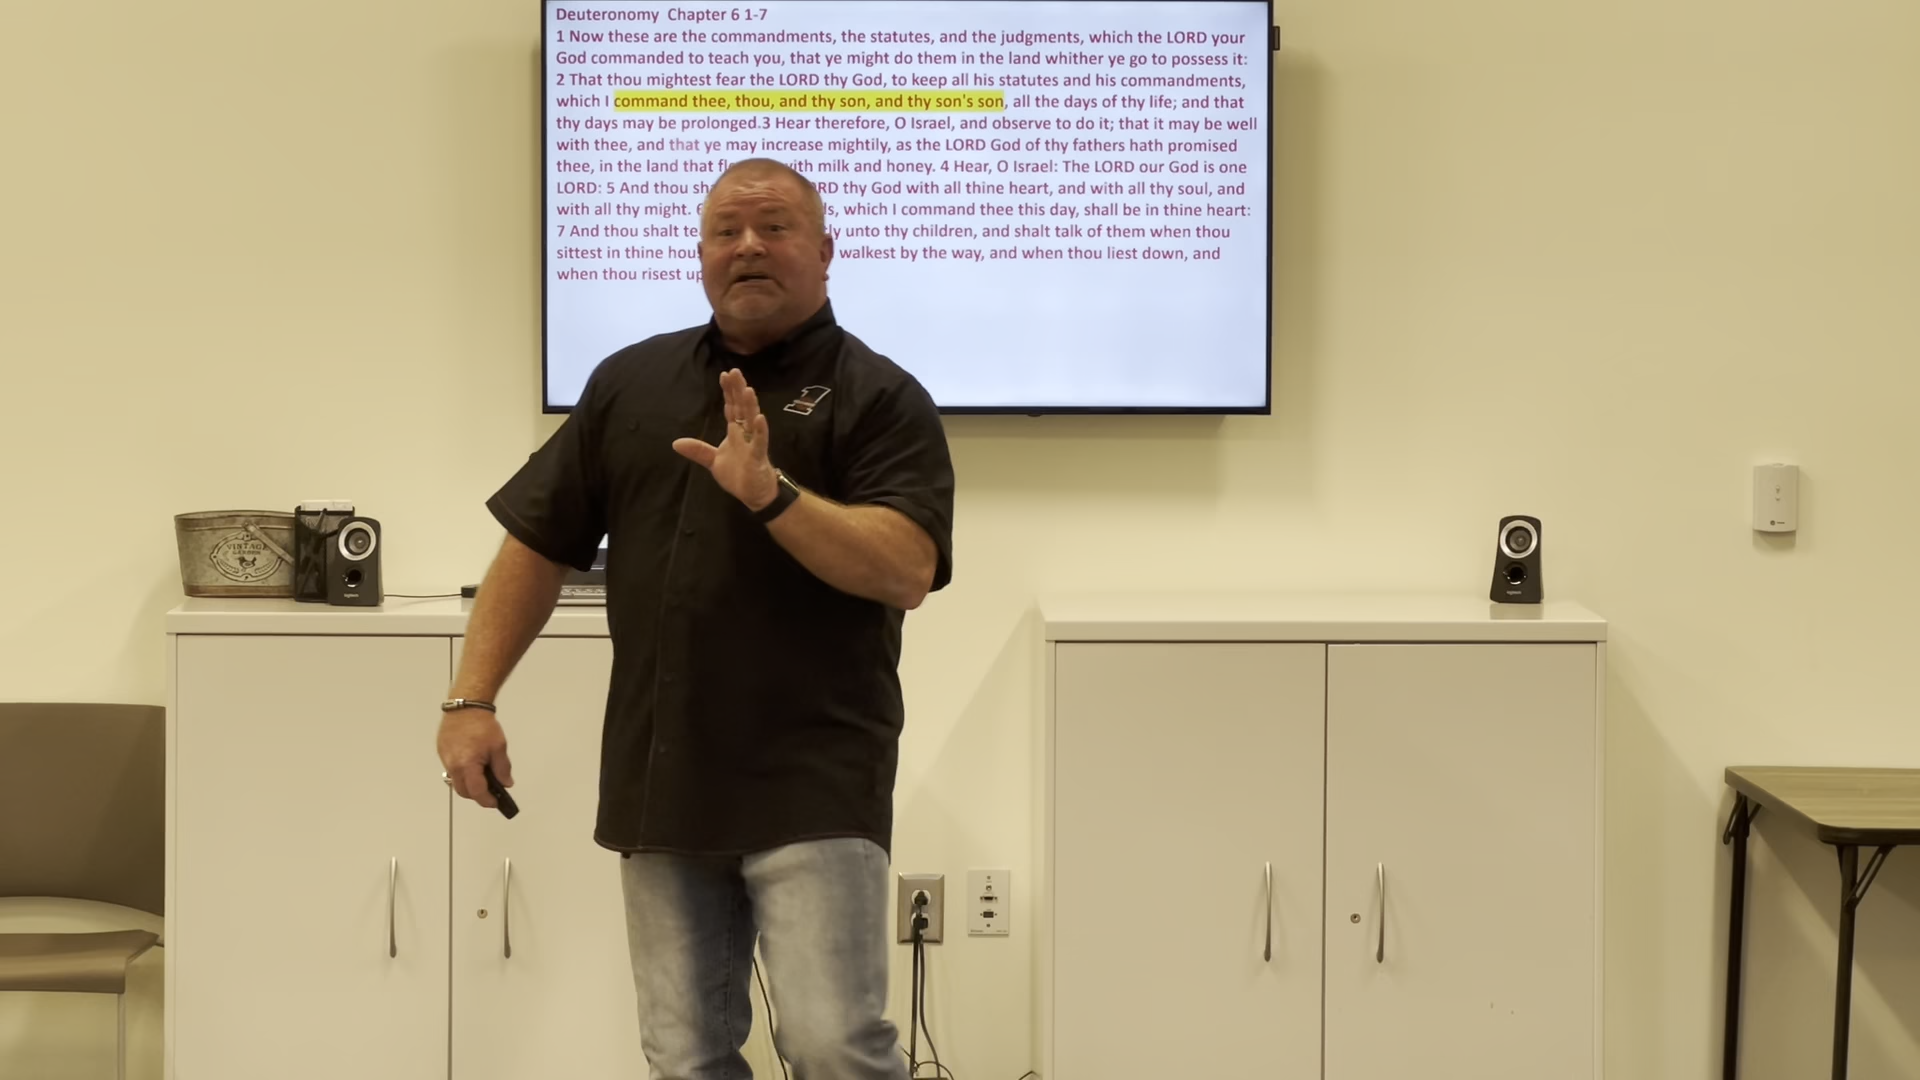 Deuteronomy  Chapter 6 1-7
1 Now these are the commandments, the statutes, and the judgments, which the LORD your
God commanded to teach you, that ye might do them in the land whither ye go to possess it:
2 That thou mightest fear the LORD thy God, to keep all his statutes and his commandments,
which I command thee, thou, and thy son, and thy son's son, all the days of thy life; and that
thy days may be prolonged.3 Hear therefore, O Israel, and observe to do it; that it may be well
with thee, and that ye may increase mightily, as the LORD God of thy fathers hath promised
thee, in the land that with milk and honey. 4 Hear, O Israel: The LORD our God is one
LORD: 5 And thou thy God with all thine heart, and with all thy soul, and
with all thy might. which I command thee this day, shall be in thine heart:
7 And thou shalt unto thy children, and shalt talk of them when thou
sittest in thine walkest by the way, and when thou liest down, and
when thou risest
1
VINTAGE
GARDEN
logitech
logitech